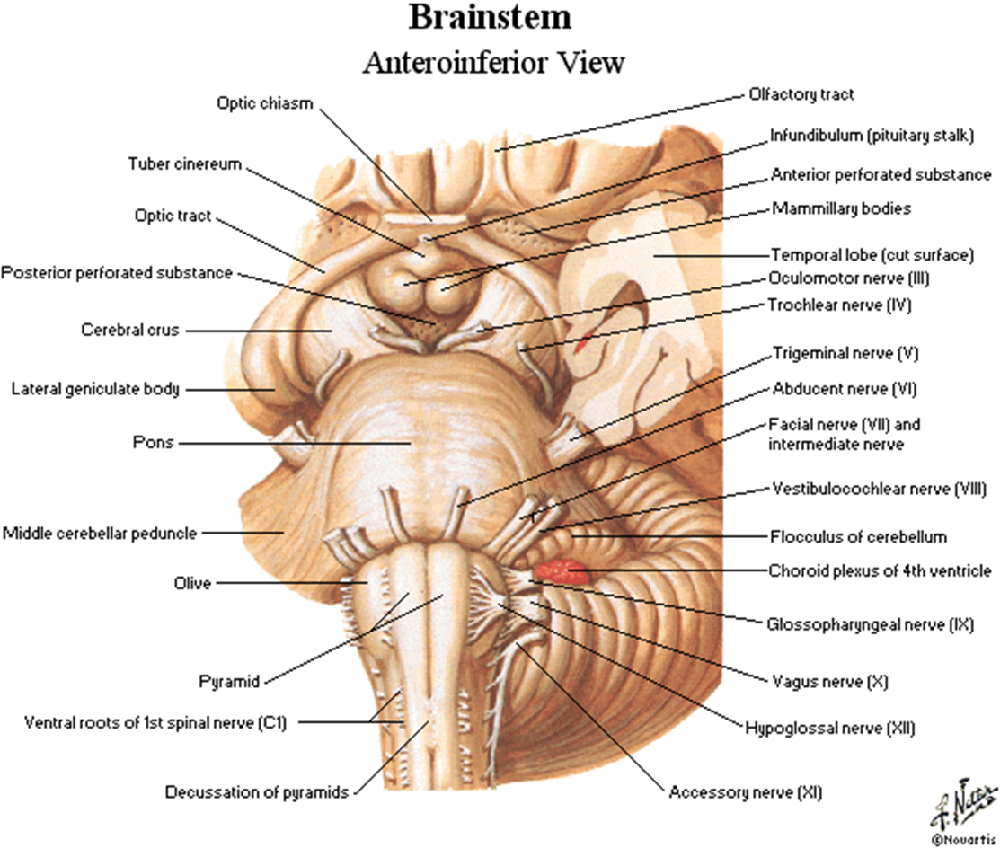 Brainstem
Anteroinferior View
Optic chiasm
Tuber cinereum
Optic tract
Posterior perforated substance
Cerebral crus
Lateral geniculate body
Pons
Middle cerebellar peduncle
Olive
Pyramid
Ventral roots of 1st spinal nerve (C1)
Decussation of pyramids
Olfactory tract
Infundibulum (pituitary stalk)
Anterior perforated substance
Mammillary bodies
Temporal lobe (cut surface)
Oculomotor nerve (III)
Trochlear nerve (IV)
Trigeminal nerve (V)
Abducent nerve (VI)
Facial nerve (VII) and
intermediate nerve
Vestibulocochlear nerve (VIII)
Flocculus of cerebellum
Choroid plexus of 4th ventricle
Glossopharyngeal nerve (IX)
Vagus nerve (X)
Hypoglossal nerve (XII)
Accessory nerve (XI)
©Novartis